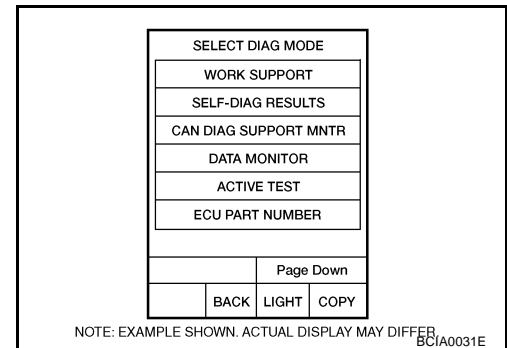 SELECT DIAG MODE
WORK SUPPORT
SELF-DIAG RESULTS
CAN DIAG SUPPORT MNTR
DATA MONITOR
ACTIVE TEST
ECU PART NUMBER
Page Down
BACK LIGHT COPY
NOTE: EXAMPLE SHOWN. ACTUAL DISPLAY MAY DIFFER.
BCIA0031E